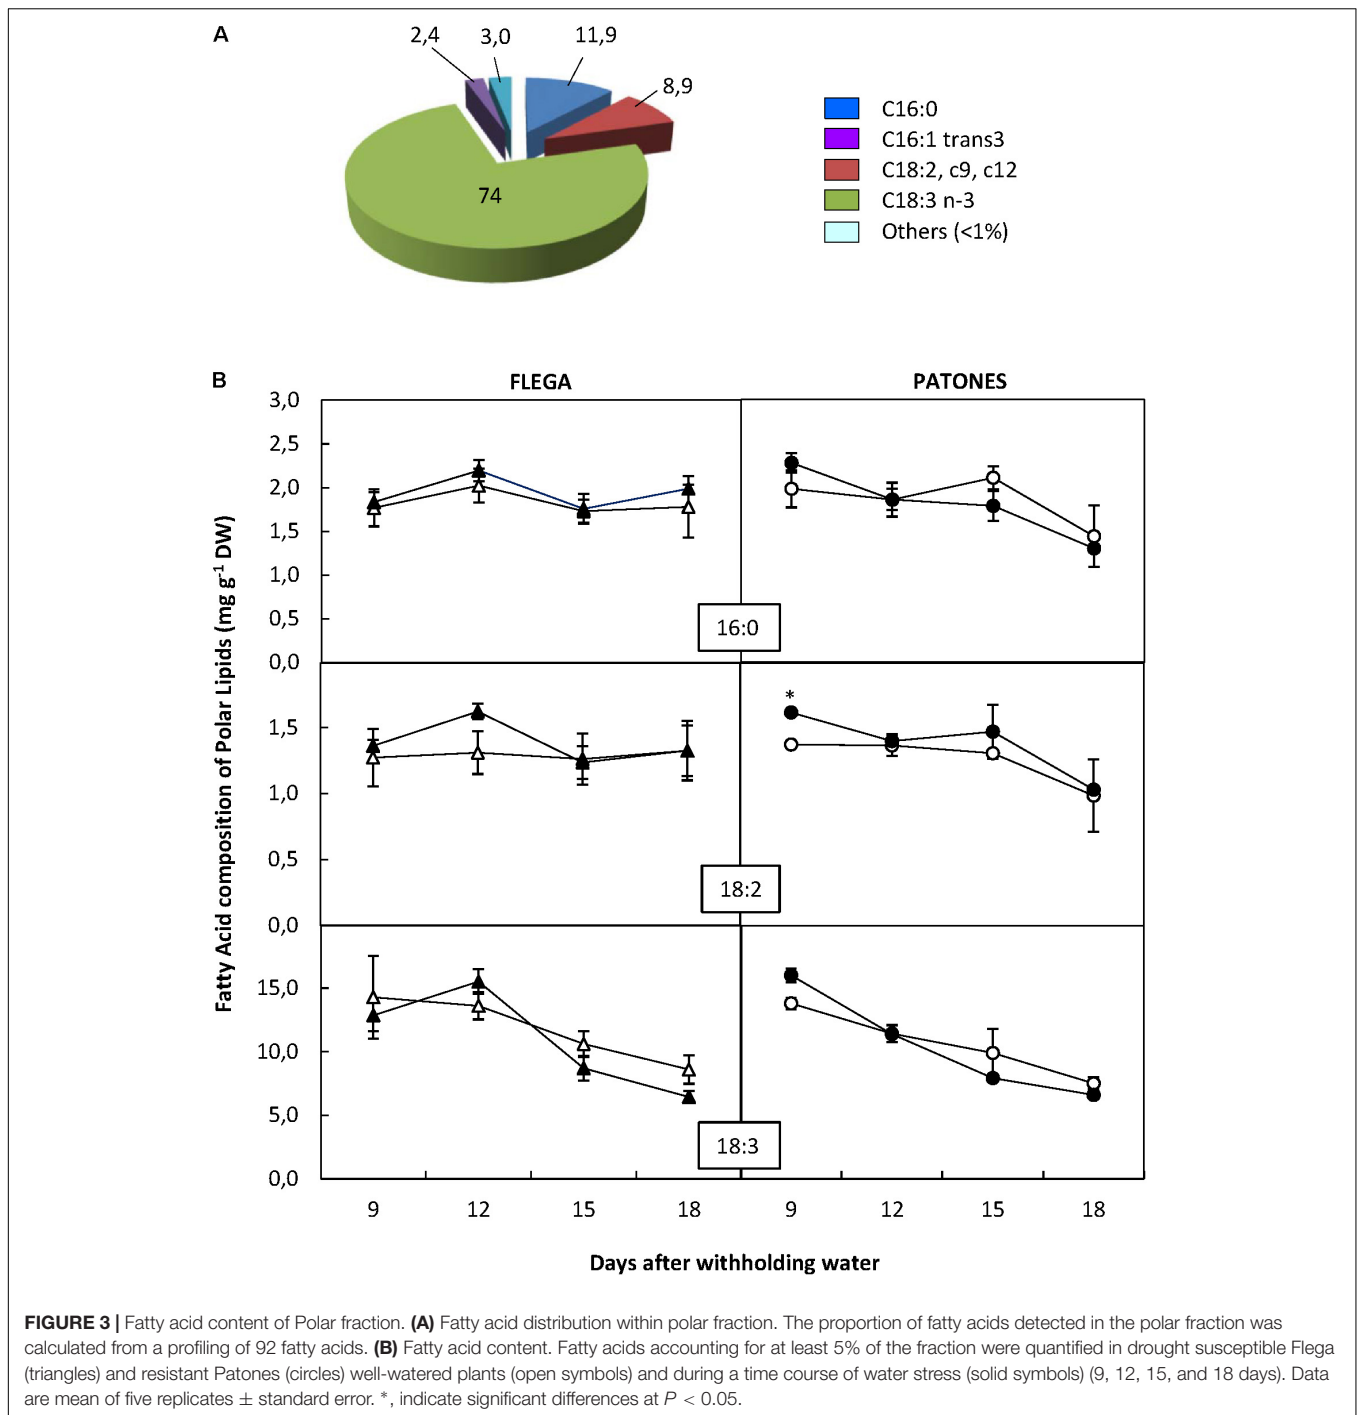 A
2,4
3,0
11,9
8,9
74
C16:0
C16:1 trans3
C18:2, c9, c12
C18:3 n-3
Others (<1%)
B
FLEGA
PATONES
Fatty Acid composition of Polar Lipids (mg g-1 DW)
3,0
2,5
2,0
1,5
1,0
0,5
0,0
16:0
*
1,5
1,0
0,5
0,0
18:2
15,0
10,0
5,0
0,0
18:3
9
12
15
18
9
12
15
18
Days after withholding water
FIGURE 3 | Fatty acid content of Polar fraction. (A) Fatty acid distribution within polar fraction. The proportion of fatty acids detected in the polar fraction was
calculated from a profiling of 92 fatty acids. (B) Fatty acid content. Fatty acids accounting for at least 5% of the fraction were quantified in drought susceptible Flega
(triangles) and resistant Patones (circles) well-watered plants (open symbols) and during a time course of water stress (solid symbols) (9, 12, 15, and 18 days). Data
are mean of five replicates ± standard error. *, indicate significant differences at P < 0.05.